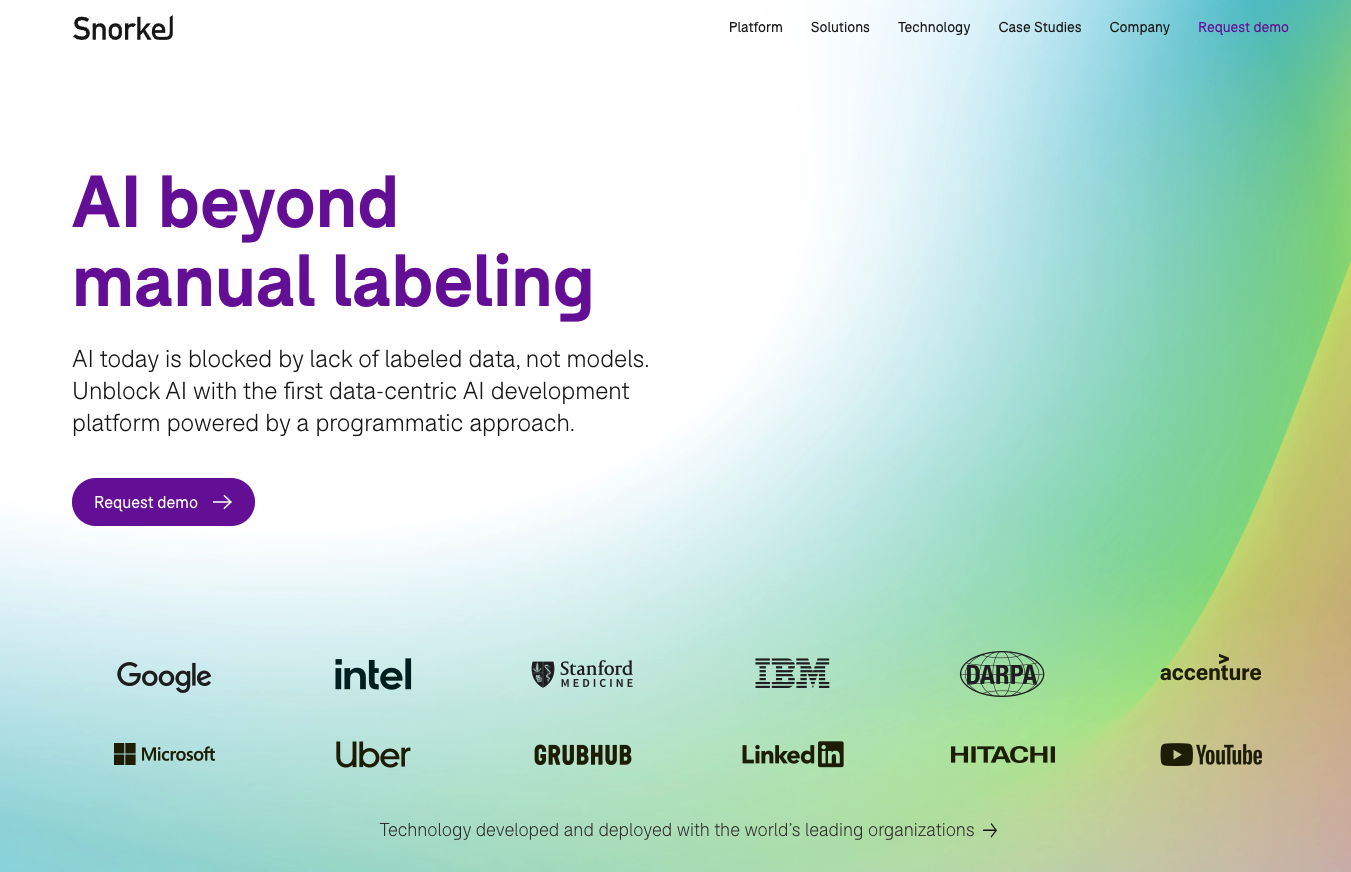 Snorkel
Platform Solutions Technology Case Studies Company Request demo
AI beyond
manual labeling
AI today is blocked by lack of labeled data, not models.
Unblock AI with the first data-centric AI development
platform powered by a programmatic approach.
Request demo →
Google intel Stanford MEDICINE IBM DARPA accenture
Microsoft Uber GRUBHUB Linkedin HITACHI YouTube
Technology developed and deployed with the world's leading organizations →